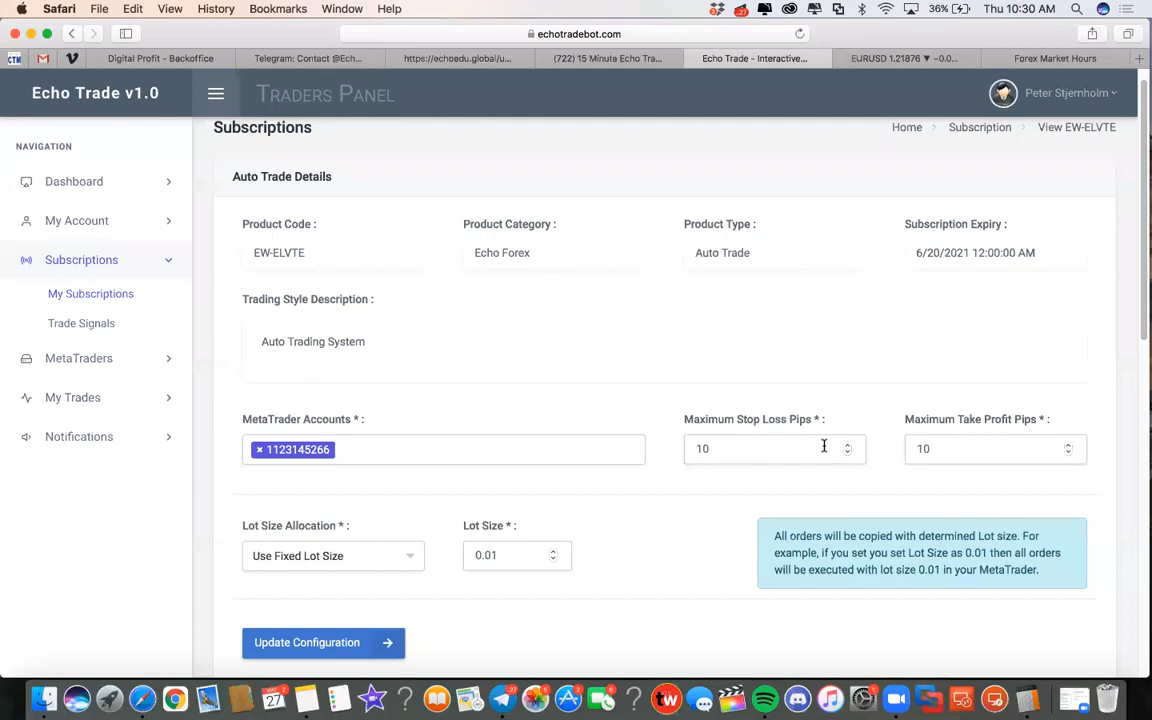 Safari File Edit View History Bookmarks Window Help 36% Thu 10:30 AM
echotradebot.com
CTM Digital Profit - Backoffice Telegram: Contact @Ech... https://echoedu.global/u... (722) 15 Minute Echo Tra... Echo Trade - Interactive... EURUSD 1.21876 ▼ −0.0... Forex Market Hours
Echo Trade v1.0 TRADERS PANEL Peter Stjernholm
Subscriptions Home Subscription View EW-ELVTE
NAVIGATION
Dashboard
My Account
Subscriptions
My Subscriptions
Trade Signals
MetaTraders
My Trades
Notifications
Auto Trade Details
Product Code : Product Category : Product Type : Subscription Expiry :
EW-ELVTE Echo Forex Auto Trade 6/20/2021 12:00:00 AM
Trading Style Description :
Auto Trading System
MetaTrader Accounts * : Maximum Stop Loss Pips * : Maximum Take Profit Pips * :
× 1123145266 10 10
Lot Size Allocation * : Lot Size * :
Use Fixed Lot Size 0.01
All orders will be copied with determined Lot size. For
example, if you set you set Lot Size as 0.01 then all orders
will be executed with lot size 0.01 in your MetaTrader.
Update Configuration